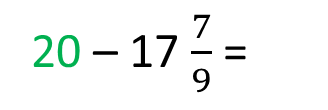 20 – 17 7/9 =